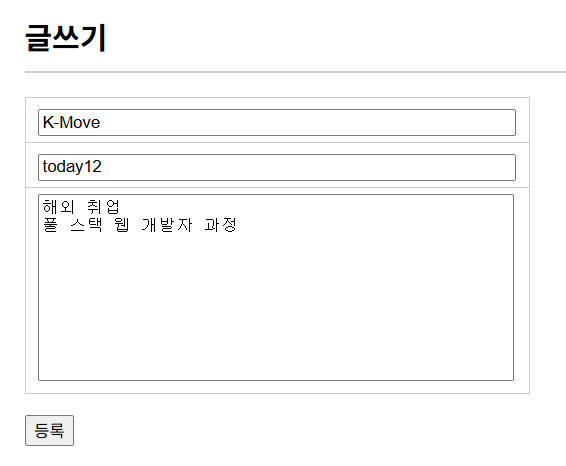 글쓰기
K-Move
today12
해외 취업
풀 스택 웹 개발자 과정
등록